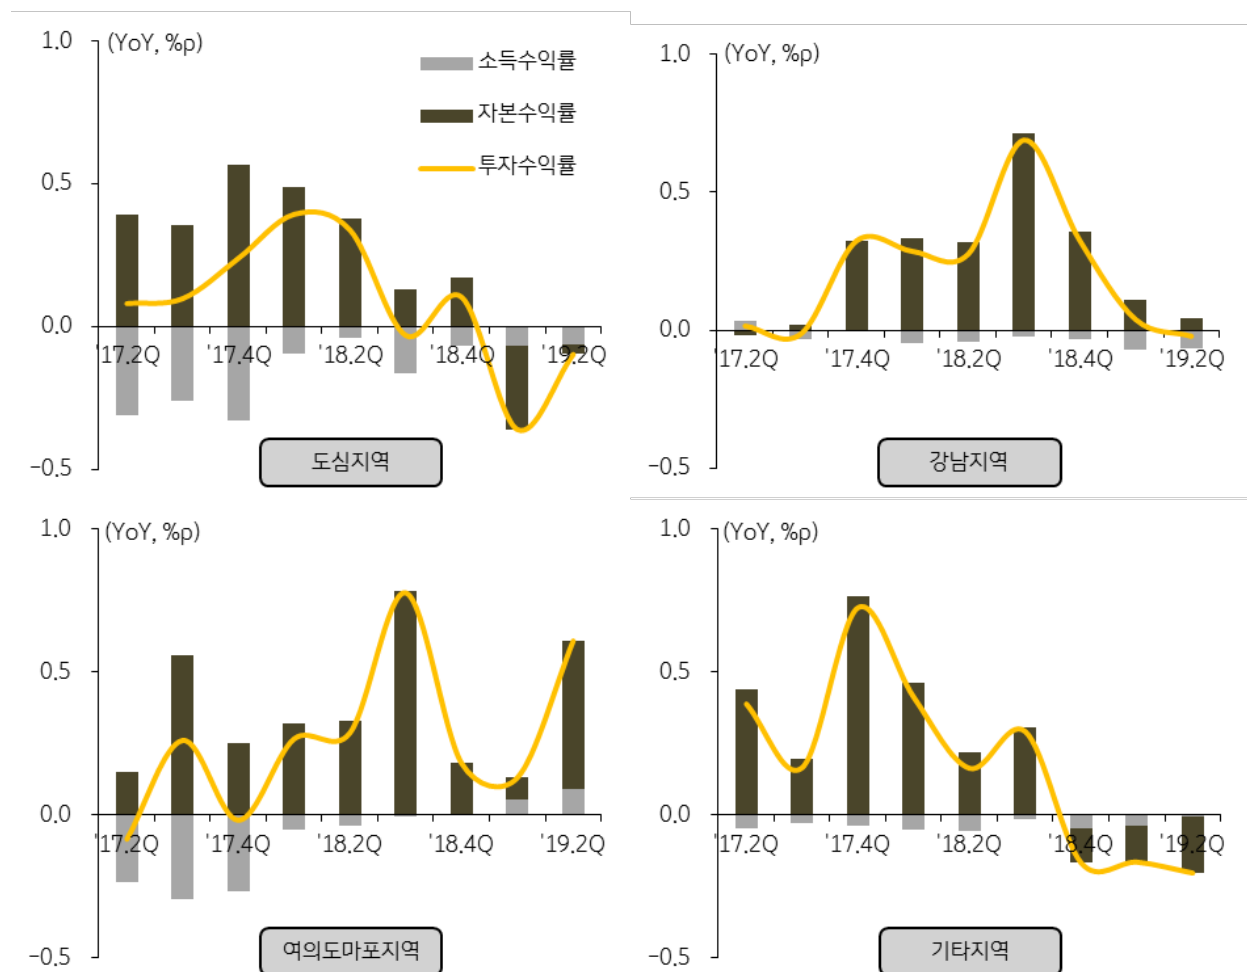 1.0
(YoY, %p)
소득수익률
자본수익률
투자수익률
0.5
0.0
'17.2Q
'17.4Q
'18.2Q
'18.4Q
'19.2Q
-0.5
도심지역
1.0
(YoY, %p)
0.5
0.0
'17.2Q
'17.4Q
'18.2Q
'18.4Q
'19.2Q
-0.5
강남지역
1.0
(YoY, %p)
0.5
0.0
'17.2Q
'17.4Q
'18.2Q
'18.4Q
'19.2Q
-0.5
여의도마포지역
1.0
(YoY, %p)
0.5
0.0
'17.2Q
'17.4Q
'18.2Q
'18.4Q
'19.2Q
-0.5
기타지역